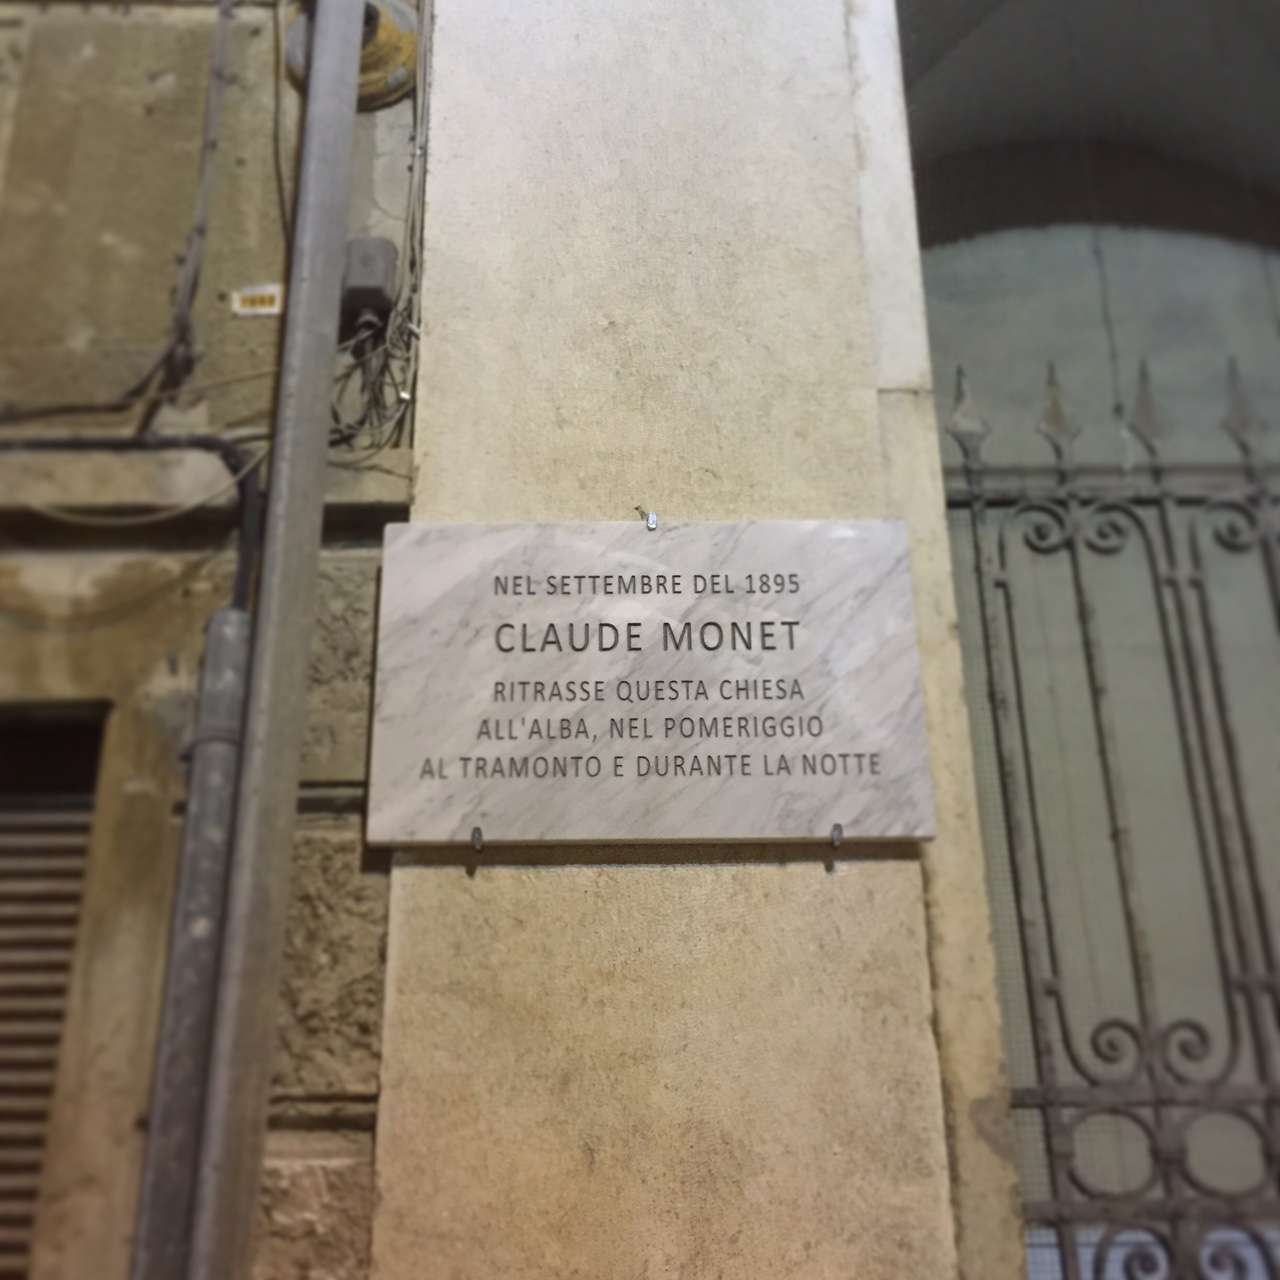 NEL SETTEMBRE DEL 1895
CLAUDE MONET
RITRASSE QUESTA CHIESA
ALL'ALBA, NEL POMERIGGIO
AL TRAMONTO E DURANTE LA NOTTE